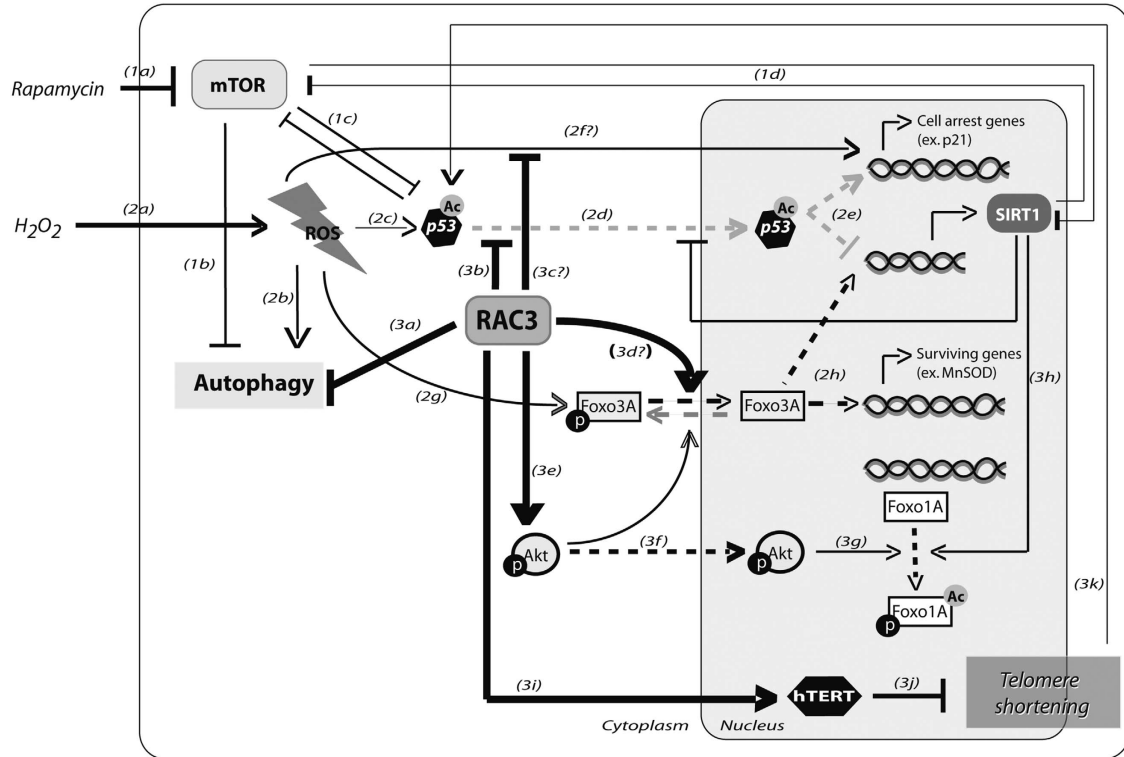 Rapamycin
(1a)
mTOR
(1d)
(1c)
(2f?)
Cell arrest genes
(ex. p21)
H2O2
(2a)
ROS
(2c)
Ac
p53
(2d)
Ac
p53
(2e)
SIRT1
(1b)
(2b)
(3b)
(3c?)
(3a)
RAC3
(3d?)
Autophagy
(2g)
Foxo3A
p
Foxo3A
(2h)
Surviving genes
(ex. MnSOD)
(3h)
(3e)
Foxo1A
Akt
p
(3f)
Akt
p
(3g)
Foxo1A
Ac
p
(3k)
(3i)
hTERT
(3j)
Telomere
shortening
Cytoplasm
Nucleus